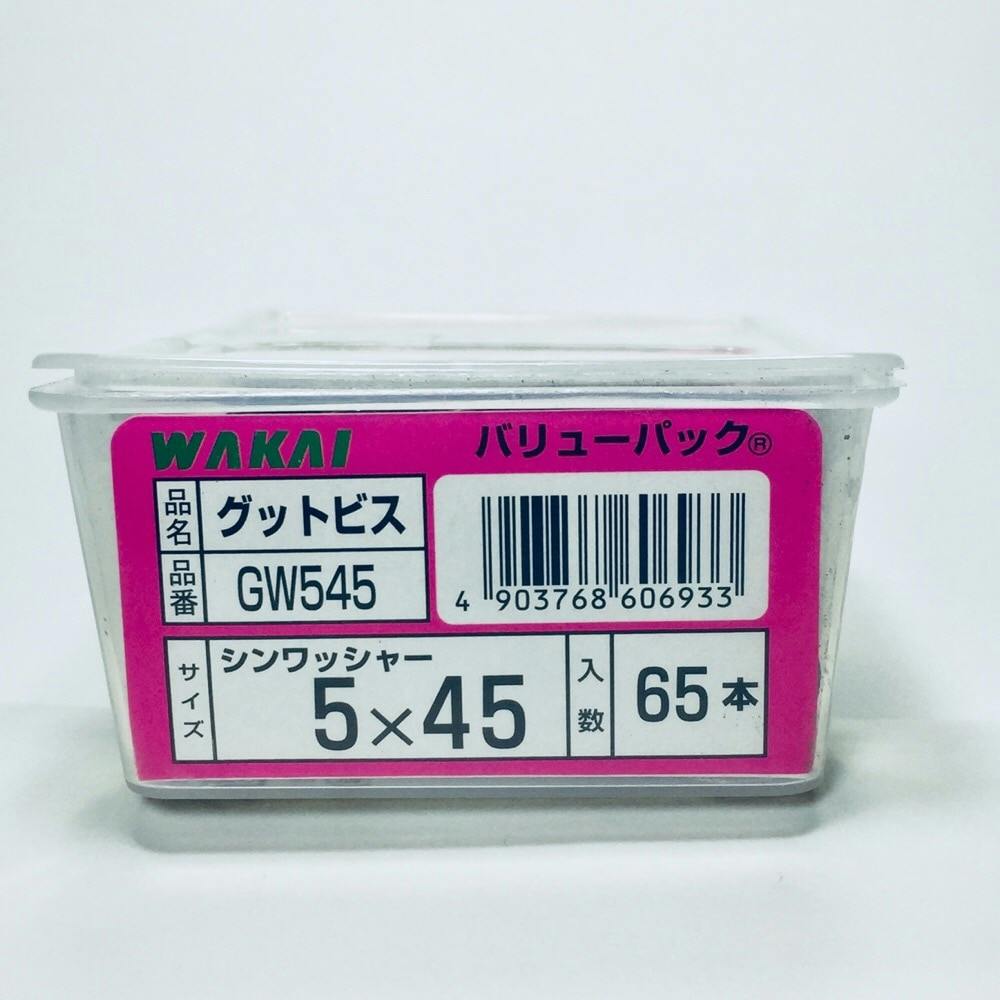 WAKAI
バリューパック®
品名
グットビス
品番
GW545
4 903768 606933
サイズ
シンワッシャー
5×45
入数
65本